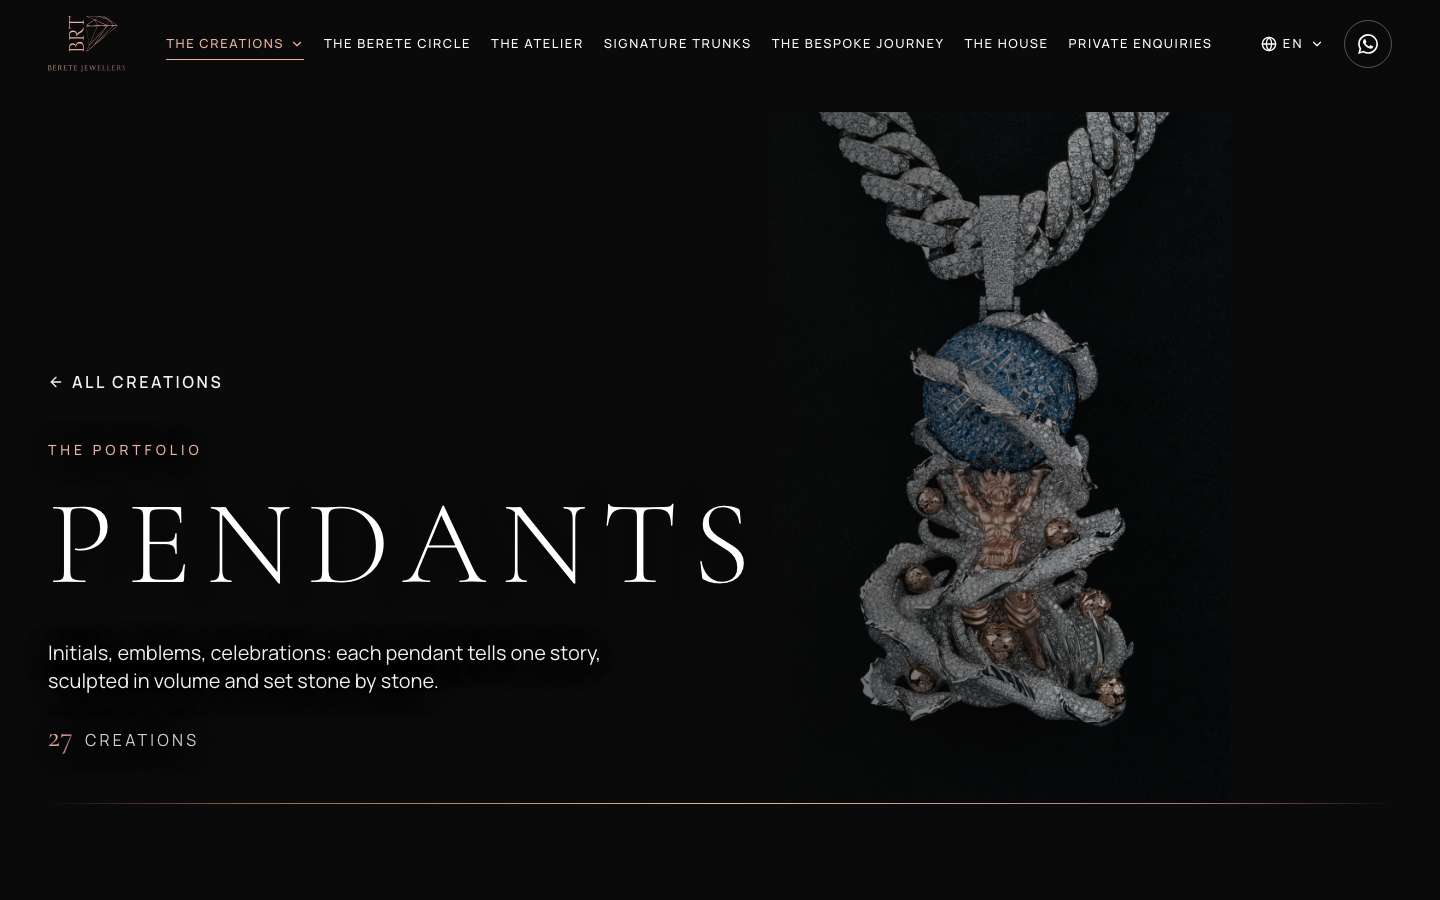 BRT
BERETE JEWELLERS
THE CREATIONS
THE BERETE CIRCLE
THE ATELIER
SIGNATURE TRUNKS
THE BESPOKE JOURNEY
THE HOUSE
PRIVATE ENQUIRIES
EN
ALL CREATIONS
THE PORTFOLIO
PENDANTS
Initials, emblems, celebrations: each pendant tells one story,
sculpted in volume and set stone by stone.
27 CREATIONS